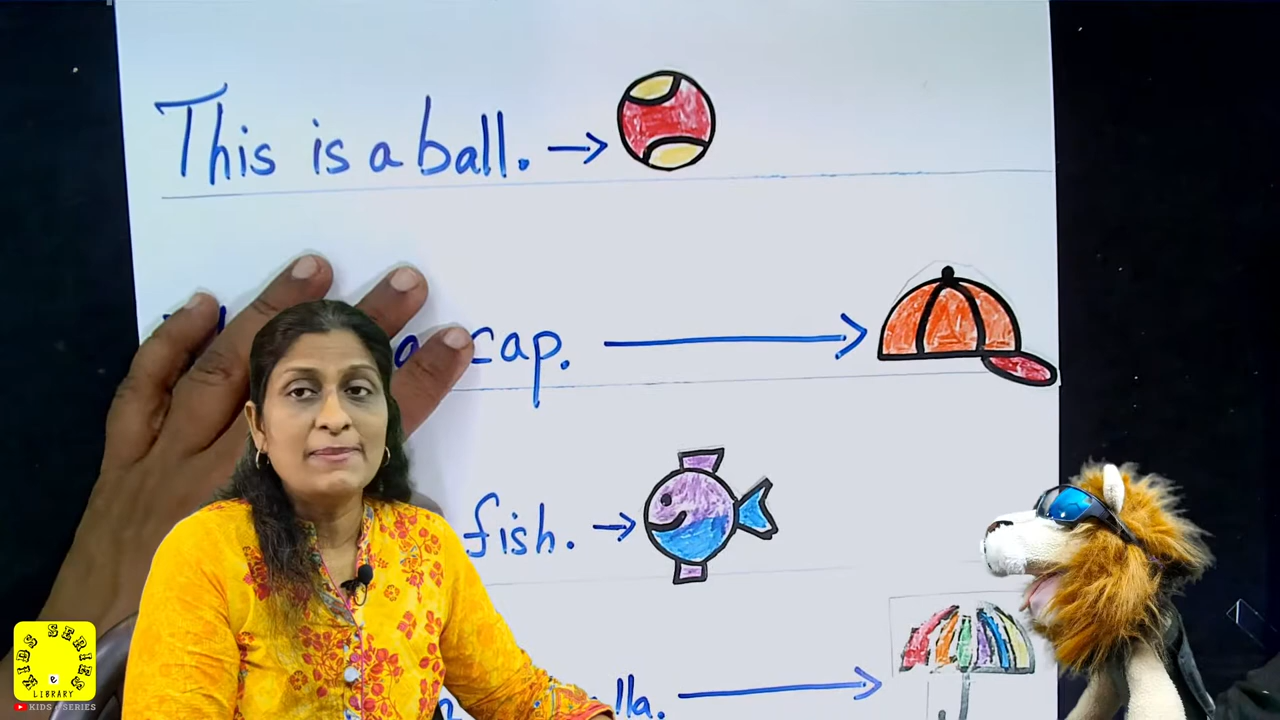 This is a ball.
a cap.
fish.
lla.
KIDS SERIES
e
LIBRARY
KIDS e SERIES